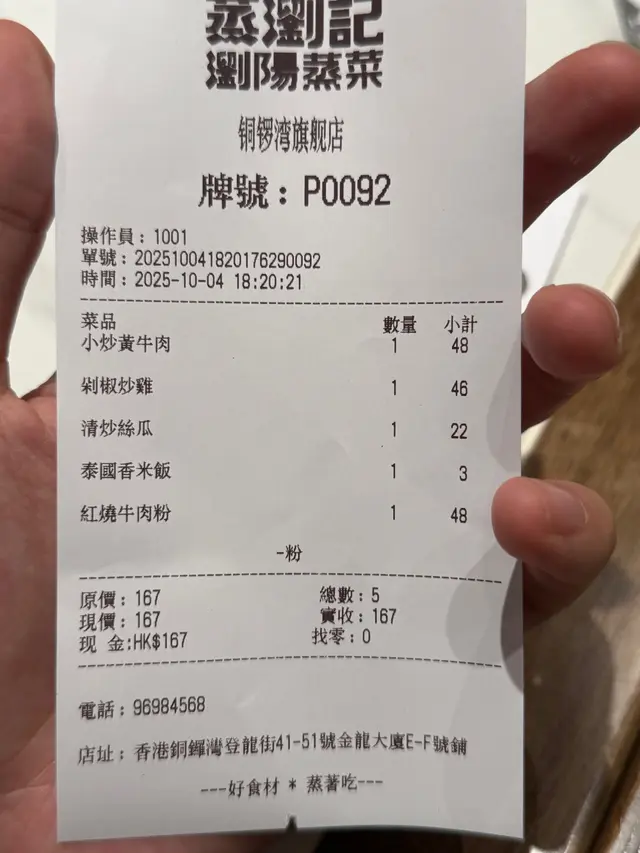 蒸瀏記
瀏陽蒸菜
铜锣湾旗舰店
牌號：P0092
操作員：1001
單號：202510041820176290092
時間：2025-10-04 18:20:21
菜品 數量 小計
小炒黃牛肉 1 48
剁椒炒雞 1 46
清炒絲瓜 1 22
泰國香米飯 1 3
紅燒牛肉粉 1 48
-粉
原價：167 總數：5
現價：167 實收：167
现 金:HK$167 找零：0
電話：96984568
店址：香港銅鑼灣登龍街41-51號金龍大廈E-F號鋪
---好食材 * 蒸著吃---